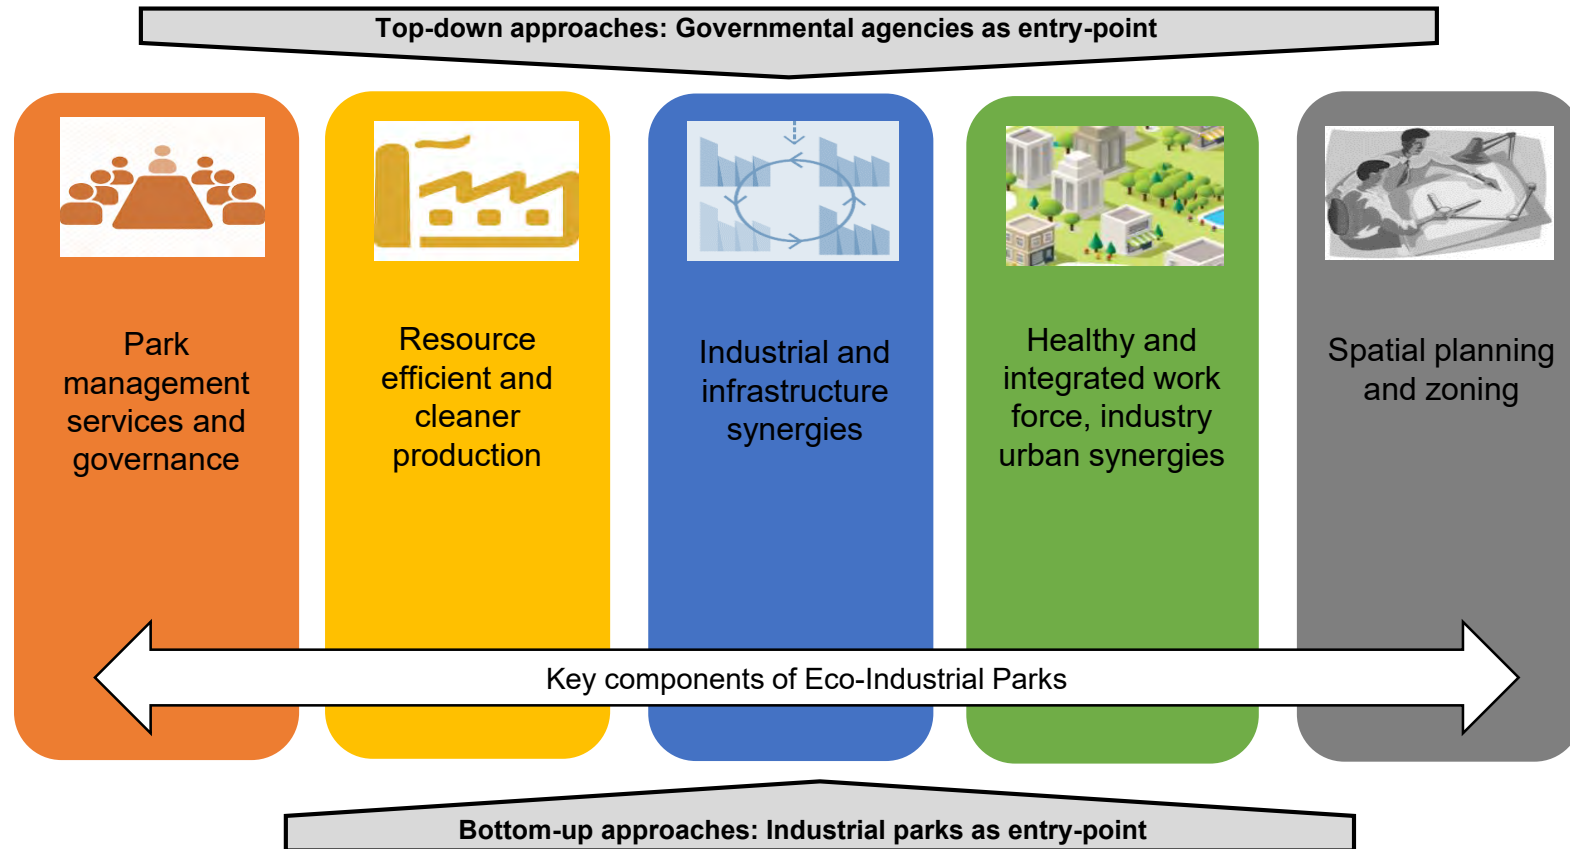 Top-down approaches: Governmental agencies as entry-point
Park
management
services and
governance
Resource
efficient and
cleaner
production
Industrial and
infrastructure
synergies
Healthy and
integrated work
force, industry
urban synergies
Spatial planning
and zoning
Key components of Eco-Industrial Parks
Bottom-up approaches: Industrial parks as entry-point